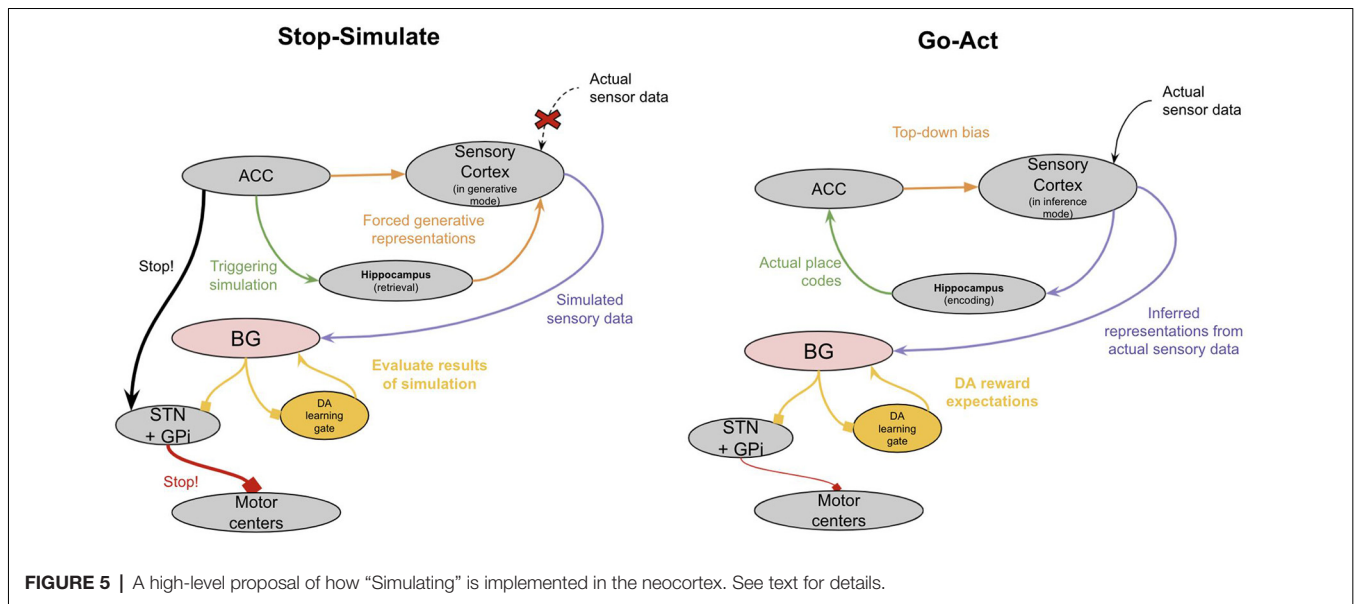 Stop-Simulate
Actual
sensor data
ACC
Sensory
Cortex
(in generative
mode)
Forced generative
representations
Stop!
Triggering
simulation
Hippocampus
(retrieval)
Simulated
sensory data
BG
Evaluate results
of simulation
DA
learning
gate
STN
+ GPi
Stop!
Motor
centers
Go-Act
Actual
sensor data
Top-down bias
ACC
Sensory
Cortex
(in inference
mode)
Actual place
codes
Hippocampus
(encoding)
Inferred
representations from
actual sensory data
BG
DA reward
expectations
DA
learning
gate
STN
+ GPi
Motor
centers
FIGURE 5 | A high-level proposal of how “Simulating” is implemented in the neocortex. See text for details.